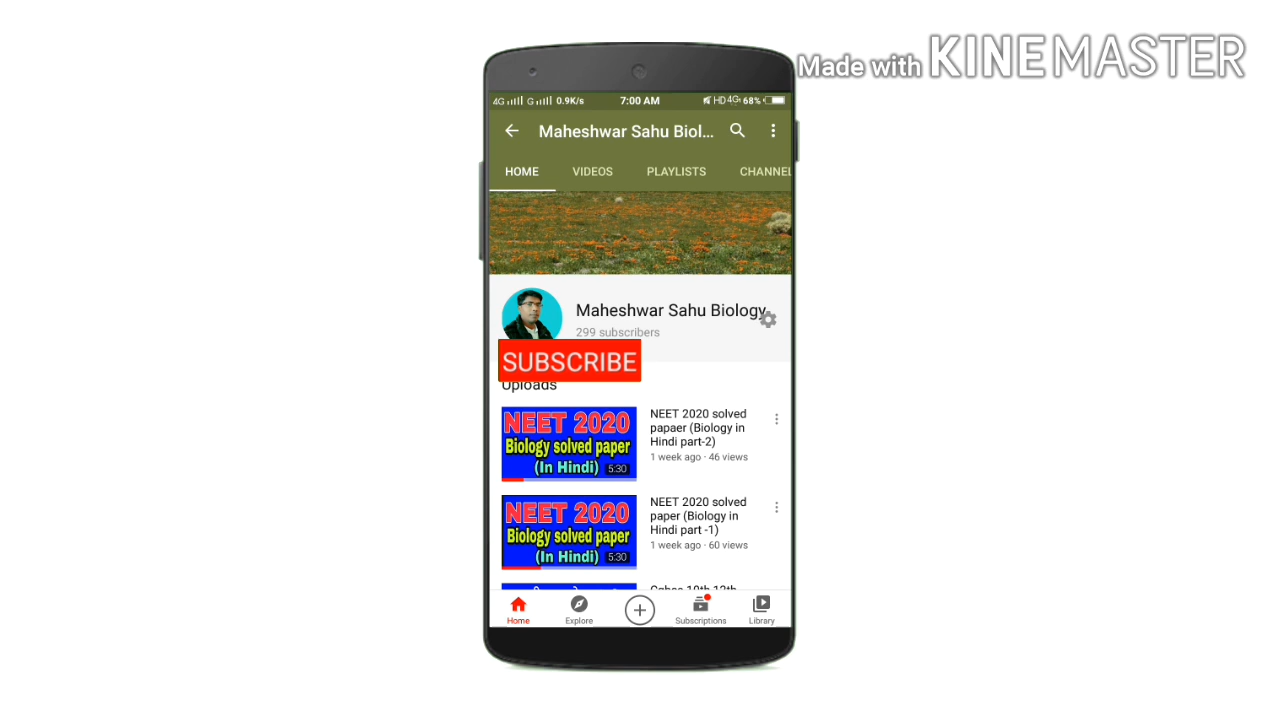 Made with KINEMASTER
4G G 0.9K/s 7:00 AM HD 4G 68%
Maheshwar Sahu Biol...
HOME VIDEOS PLAYLISTS CHANNEL
Maheshwar Sahu Biology
299 subscribers
SUBSCRIBE
Uploads
NEET 2020
Biology solved paper
(In Hindi) 5:30
NEET 2020 solved
papaer (Biology in
Hindi part-2)
1 week ago · 46 views
NEET 2020
Biology solved paper
(In Hindi) 5:30
NEET 2020 solved
paper (Biology in
Hindi part -1)
1 week ago · 60 views
Home Explore Subscriptions Library